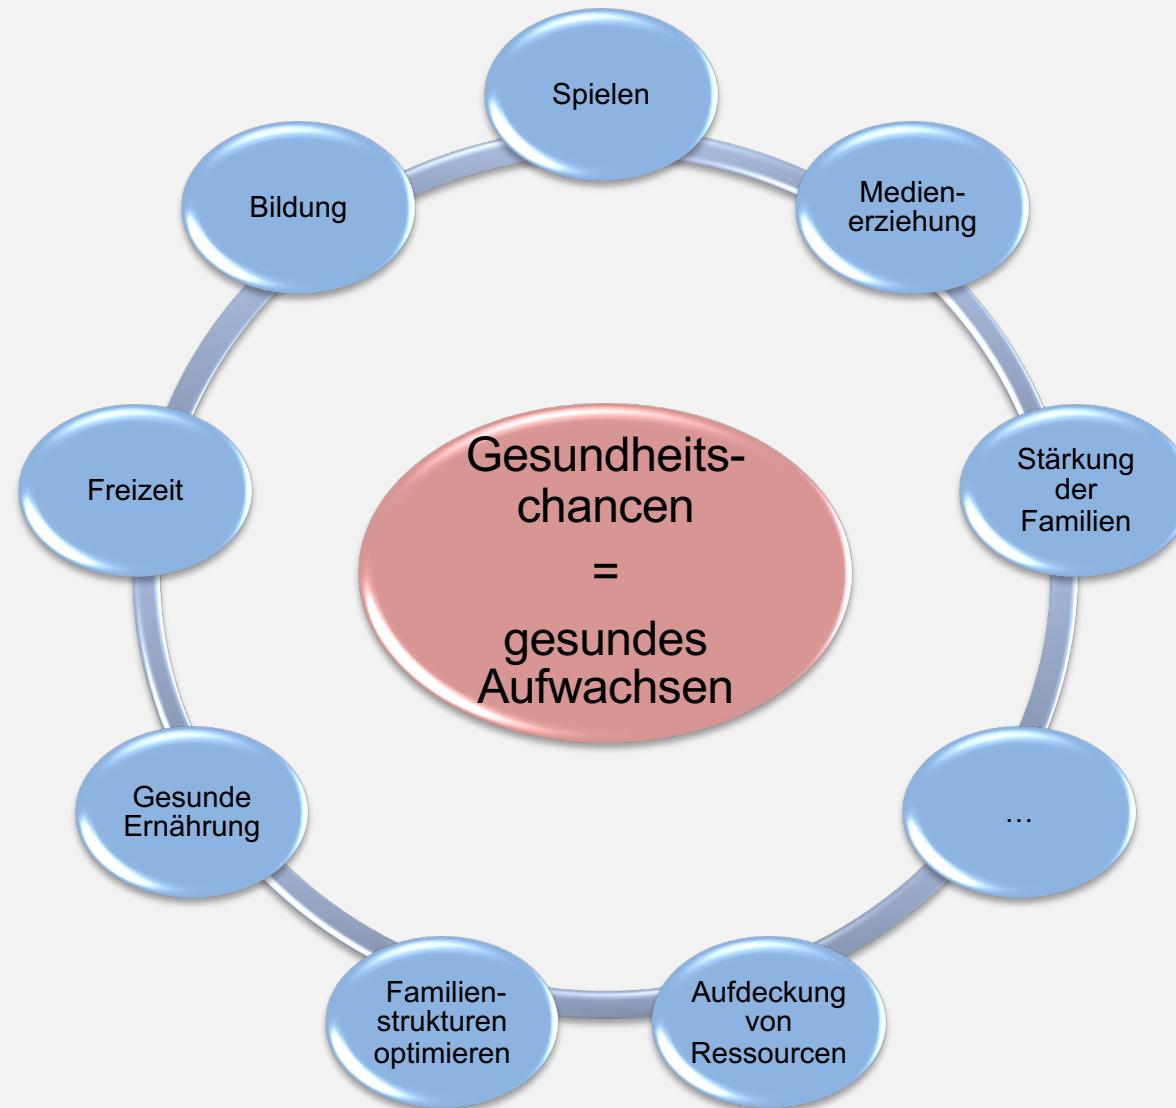 Spielen
Medien-
erziehung
Stärkung
der
Familien
…
Aufdeckung
von
Ressourcen
Familien-
strukturen
optimieren
Gesunde
Ernährung
Freizeit
Bildung
Gesundheits-
chancen
=
gesundes
Aufwachsen